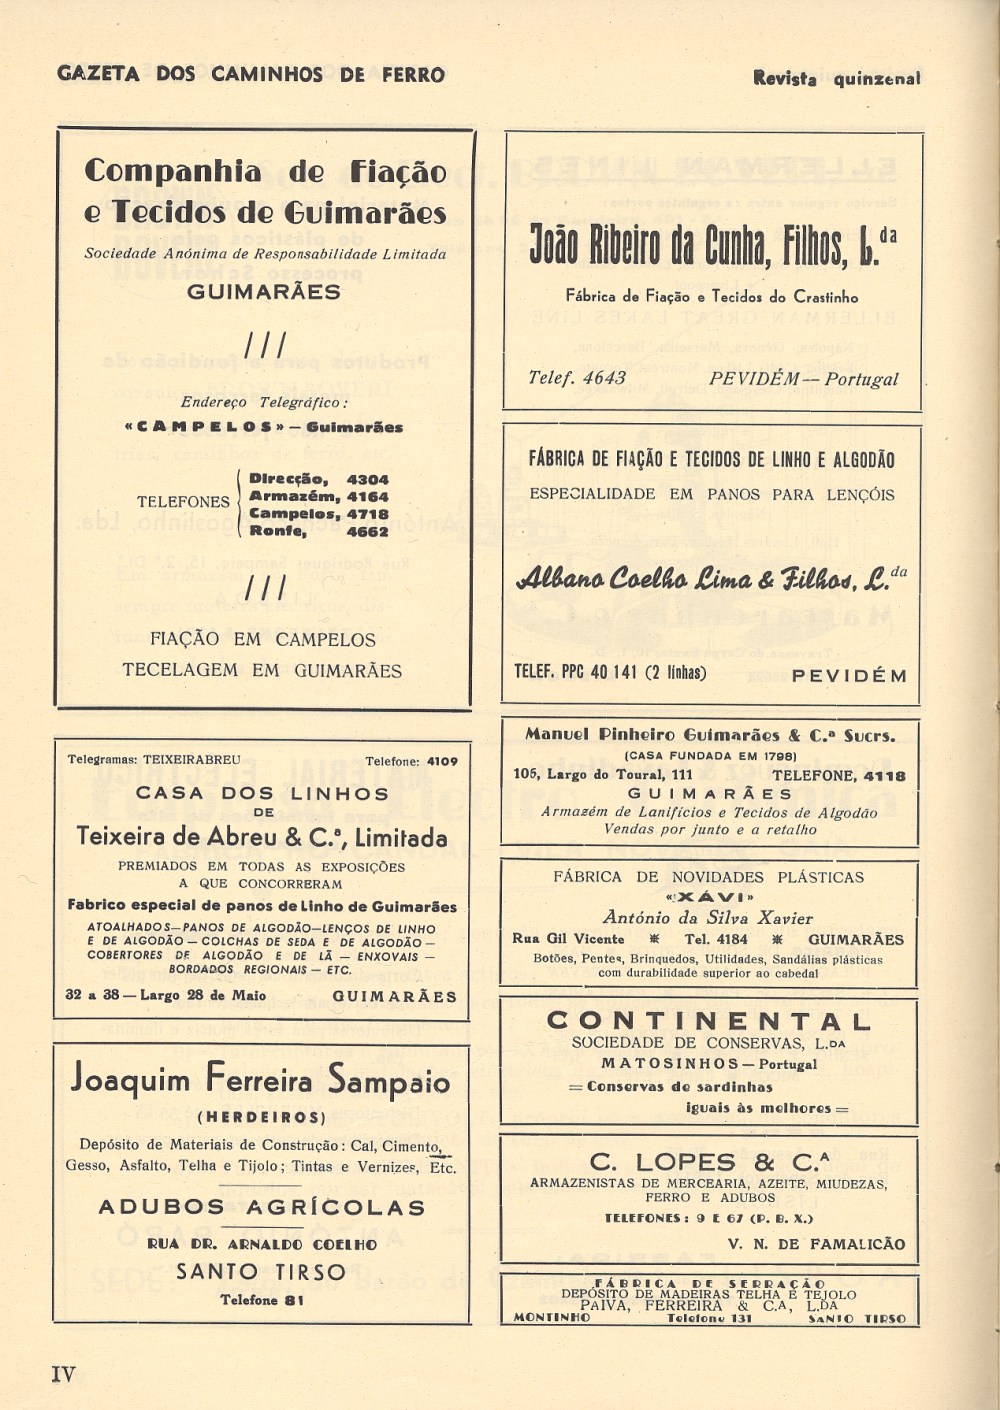 GAZETA DOS CAMINHOS DE FERRO
Revista quinzenal
Companhia de Fiação
e Tecidos de Guimarães
Sociedade Anónima de Responsabilidade Limitada
GUIMARÃES
///
Endereço Telegráfico:
«CAMPELOS» — Guimarães
TELEFONES
Direcção, 4304
Armazém, 4164
Campelos, 4718
Ronfe, 4662
///
FIAÇÃO EM CAMPELOS
TECELAGEM EM GUIMARÃES
Telegramas: TEIXEIRABREU Telefone: 4109
CASA DOS LINHOS
DE
Teixeira de Abreu & C.ª, Limitada
PREMIADOS EM TODAS AS EXPOSIÇÕES
A QUE CONCORRERAM
Fabrico especial de panos de Linho de Guimarães
ATOALHADOS—PANOS DE ALGODÃO—LENÇOS DE LINHO
E DE ALGODÃO — COLCHAS DE SEDA E DE ALGODÃO —
COBERTORES DE ALGODÃO E DE LÃ — ENXOVAIS —
BORDADOS REGIONAIS — ETC.
32 a 38 — Largo 28 de Maio GUIMARÃES
Joaquim Ferreira Sampaio
(HERDEIROS)
Depósito de Materiais de Construção: Cal, Cimento,
Gesso, Asfalto, Telha e Tijolo; Tintas e Vernizes, Etc.
ADUBOS AGRÍCOLAS
RUA DR. ARNALDO COELHO
SANTO TIRSO
Telefone 81
João Ribeiro da Cunha, Filhos, L.da
Fábrica de Fiação e Tecidos do Crastinho
Telef. 4643 PEVIDÉM — Portugal
FÁBRICA DE FIAÇÃO E TECIDOS DE LINHO E ALGODÃO
ESPECIALIDADE EM PANOS PARA LENÇÓIS
Albano Coelho Lima & Filhos, L.da
TELEF. PPC 40141 (2 linhas) PEVIDÉM
Manuel Pinheiro Guimarães & C.ª Sucrs.
(CASA FUNDADA EM 1798)
105, Largo do Toural, 111 TELEFONE, 4118
GUIMARÃES
Armazém de Lanifícios e Tecidos de Algodão
Vendas por junto e a retalho
FÁBRICA DE NOVIDADES PLÁSTICAS
«XÁVI»
António da Silva Xavier
Rua Gil Vicente * Tel. 4184 * GUIMARÃES
Botões, Pentes, Brinquedos, Utilidades, Sandálias plásticas
com durabilidade superior ao cabedal
CONTINENTAL
SOCIEDADE DE CONSERVAS, L.DA
MATOSINHOS — Portugal
= Conservas de sardinhas
iguais às melhores =
C. LOPES & C.A
ARMAZENISTAS DE MERCEARIA, AZEITE, MIUDEZAS,
FERRO E ADUBOS
TELEFONES: 9 E 67 (P. B. X.)
V. N. DE FAMALICÃO
FÁBRICA DE SERRAÇÃO
DEPÓSITO DE MADEIRAS TELHA E TEJOLO
PAIVA, FERREIRA & C.A, L.DA
MONTINHO Telefone 131 SANTO TIRSO
IV